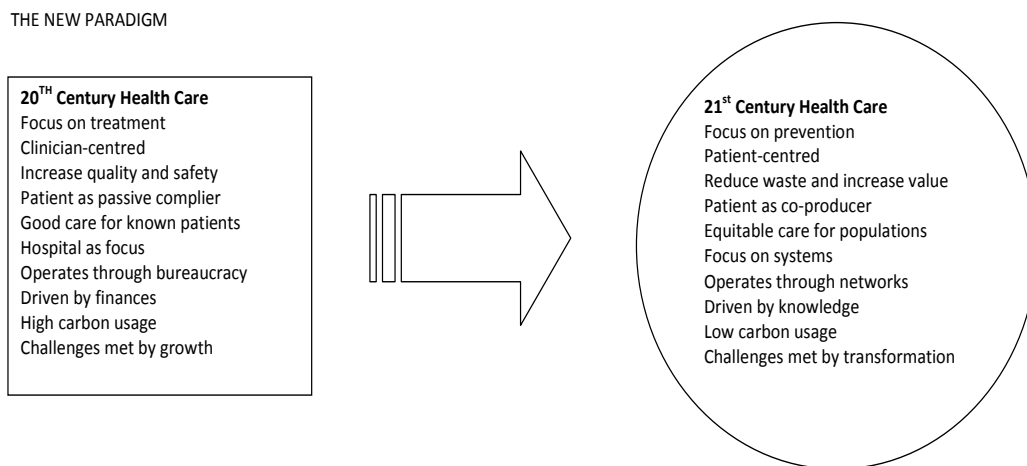 THE NEW PARADIGM
20TH Century Health Care
Focus on treatment
Clinician-centred
Increase quality and safety
Patient as passive complier
Good care for known patients
Hospital as focus
Operates through bureaucracy
Driven by finances
High carbon usage
Challenges met by growth
21st Century Health Care
Focus on prevention
Patient-centred
Reduce waste and increase value
Patient as co-producer
Equitable care for populations
Focus on systems
Operates through networks
Driven by knowledge
Low carbon usage
Challenges met by transformation